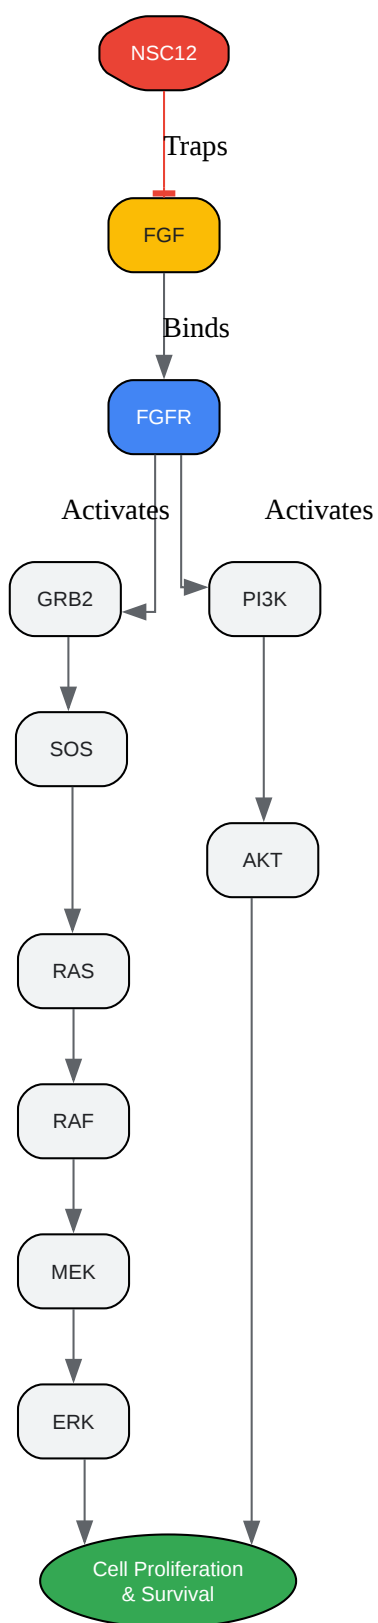 NSC12
Traps
FGF
Binds
FGFR
Activates
Activates
GRB2
PI3K
SOS
AKT
RAS
RAF
MEK
ERK
Cell Proliferation
& Survival